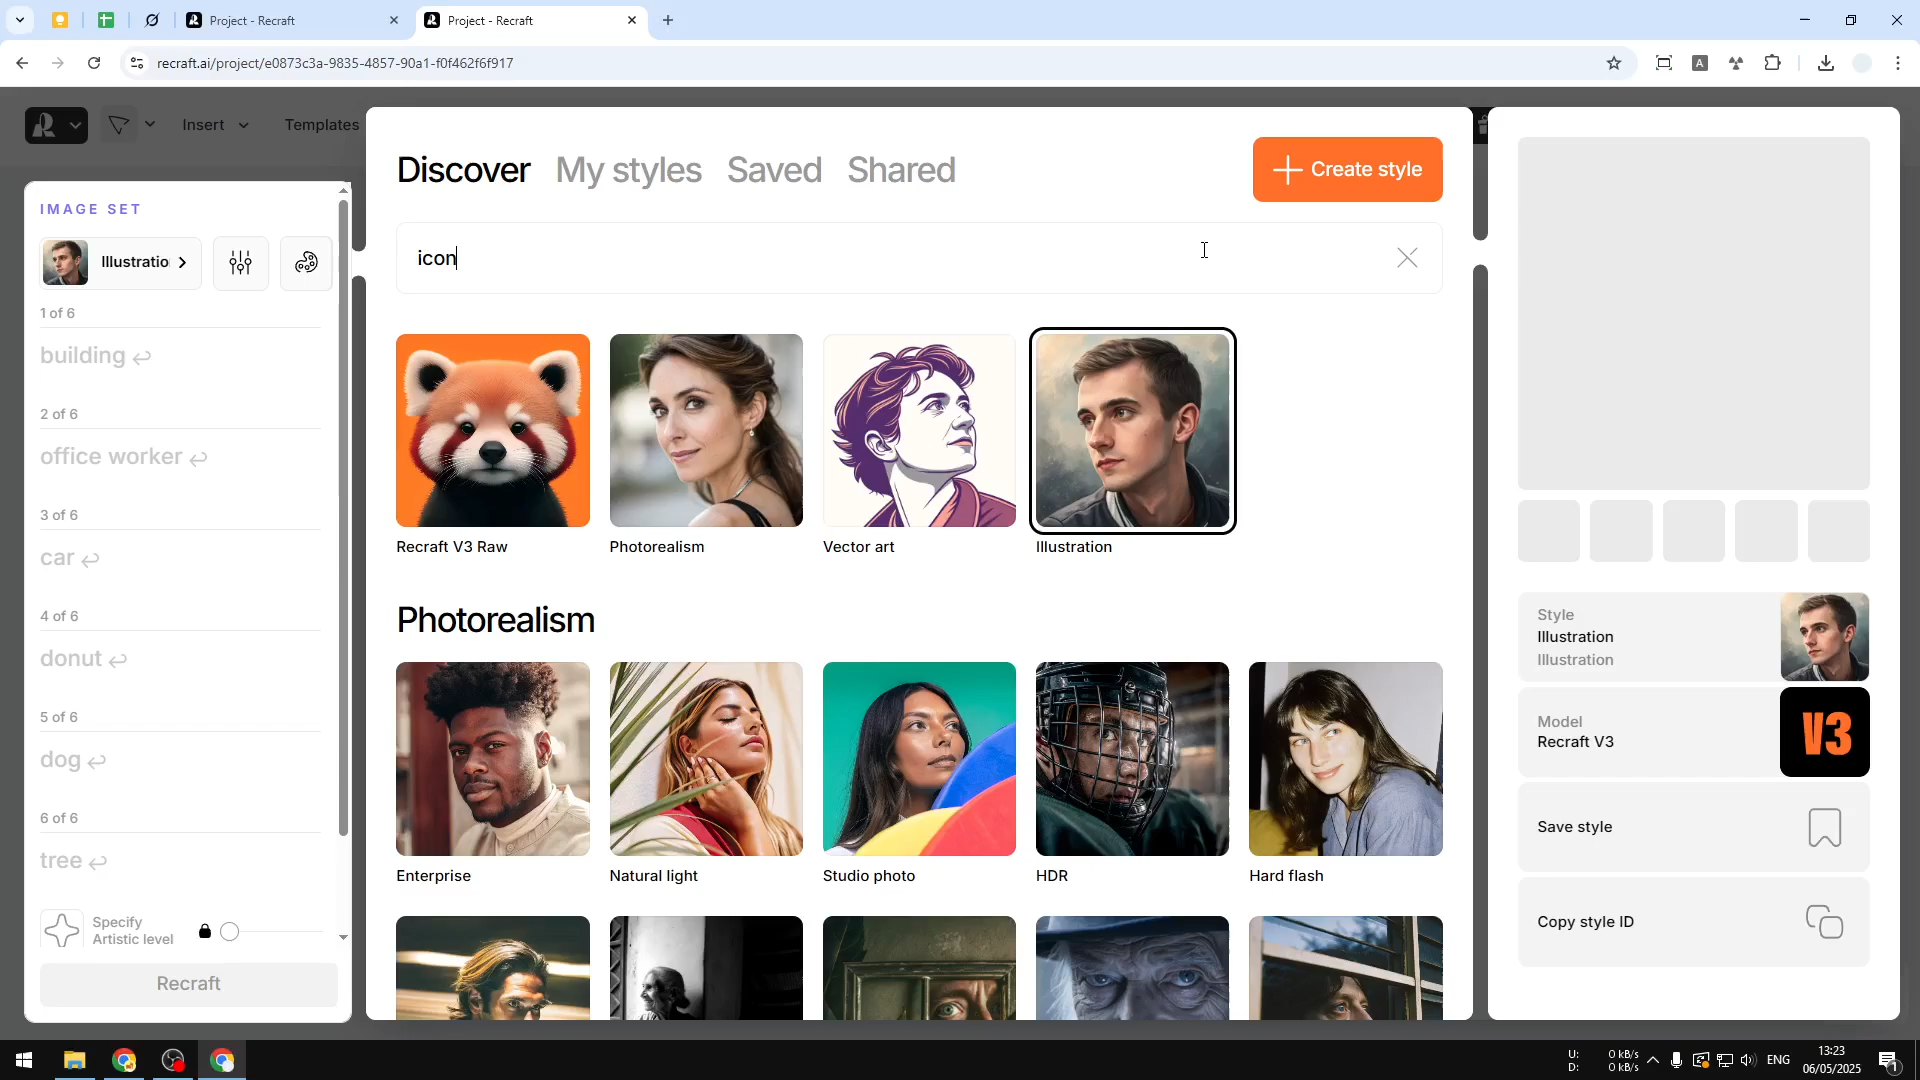 Project - Recraft
Project - Recraft
recraft.ai/project/e0873c3a-9835-4857-90a1-f0f462f6f917
A
Insert
Templates
IMAGE SET
Illustratio
1 of 6
building
2 of 6
office worker
3 of 6
car
4 of 6
donut
5 of 6
dog
6 of 6
tree
Specify
Artistic level
Recraft
Discover
My styles
Saved
Shared
Create style
icon
Recraft V3 Raw
Photorealism
Vector art
Illustration
Photorealism
Enterprise
Natural light
Studio photo
HDR
Hard flash
Style
Illustration
Illustration
Model
Recraft V3
V3
Save style
Copy style ID
U:
D:
0 kB/s
0 kB/s
ENG
13:23
06/05/2025
1